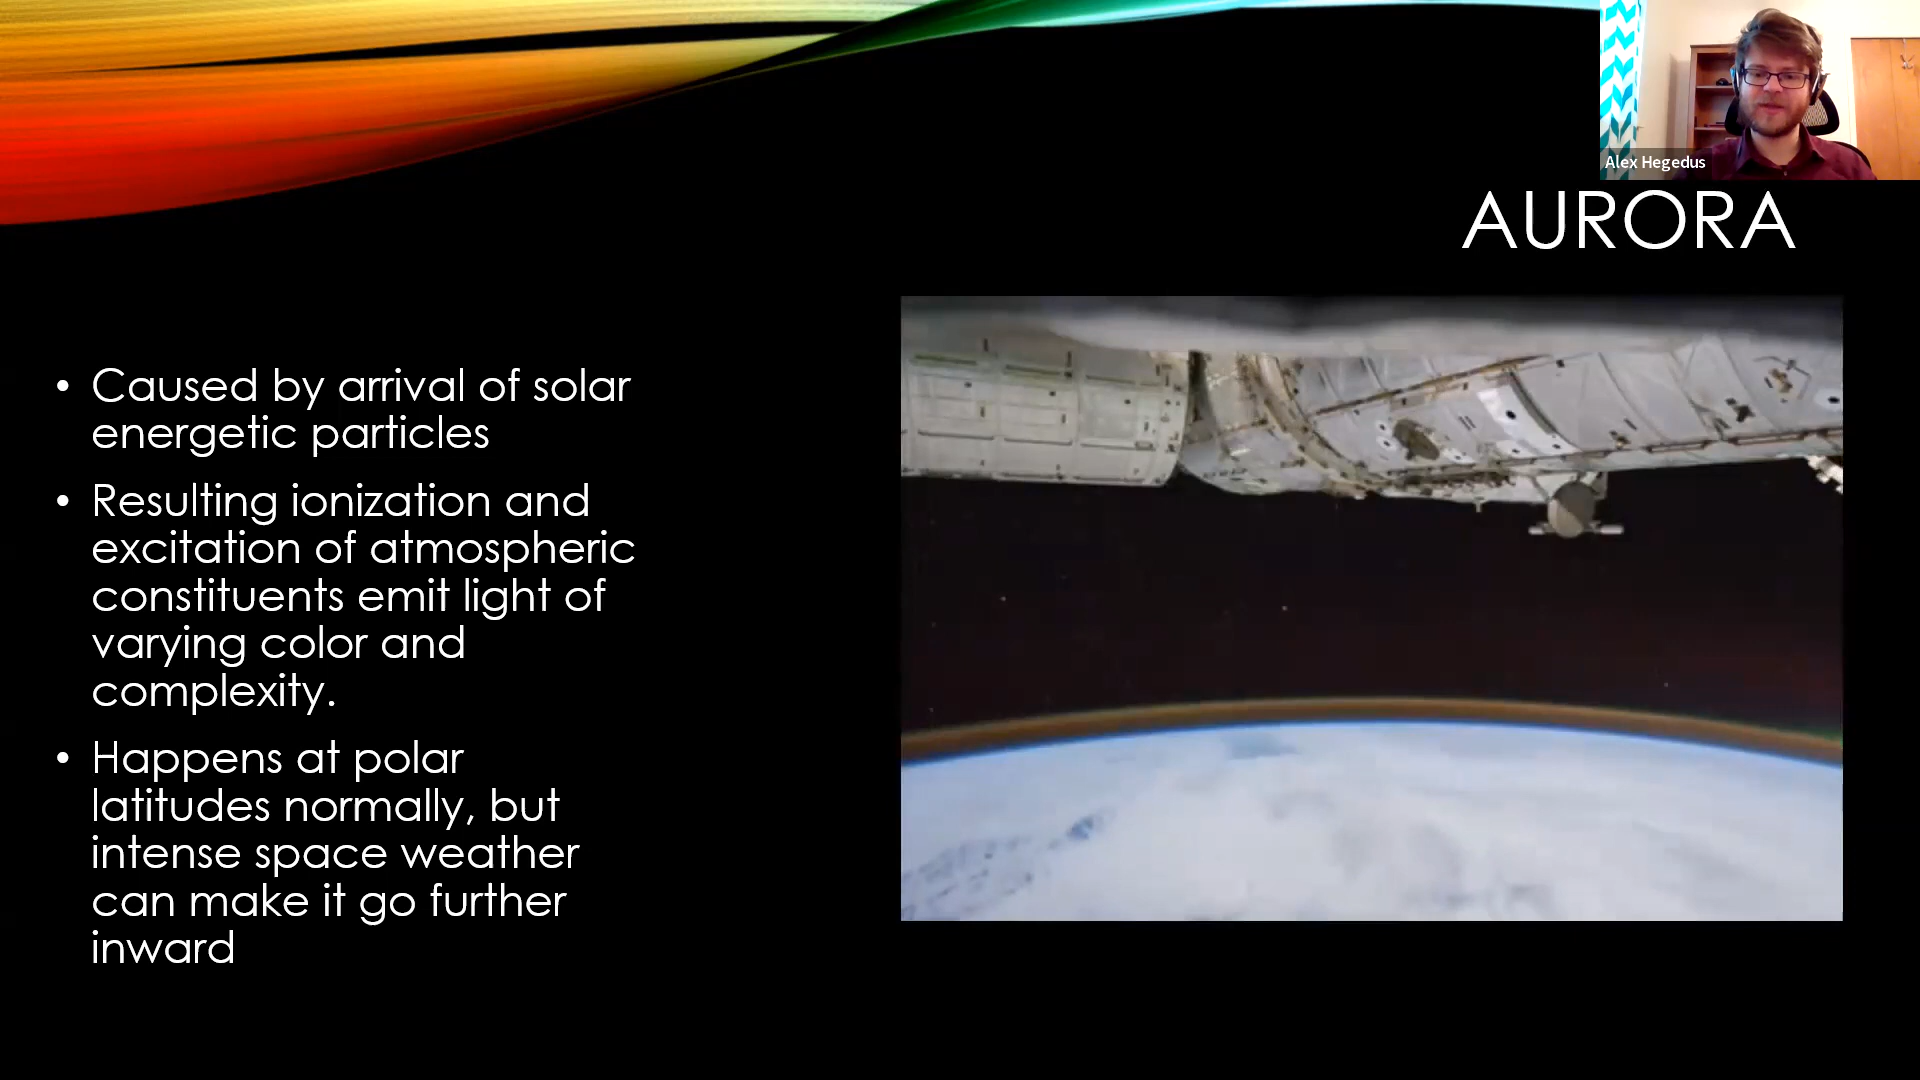 Alex Hegedus
AURORA
• Caused by arrival of solar
energetic particles
• Resulting ionization and
excitation of atmospheric
constituents emit light of
varying color and
complexity.
• Happens at polar
latitudes normally, but
intense space weather
can make it go further
inward